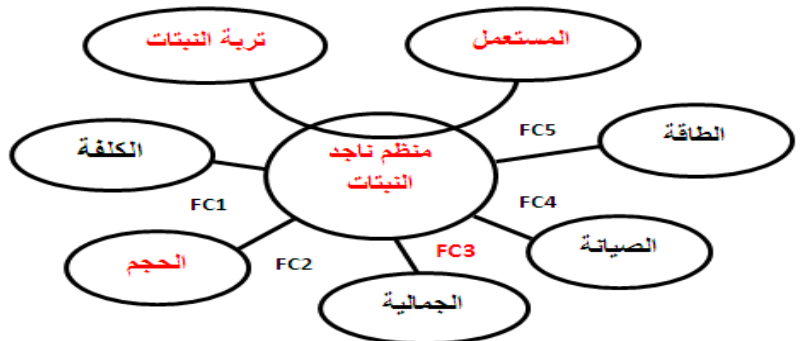 المستعمل
تربة النبتات
الطاقة
FC5
منظم ناجد
النبتات
الكلفة
FC1
FC4
الصيانة
FC3
FC2
الحجم
الجمالية